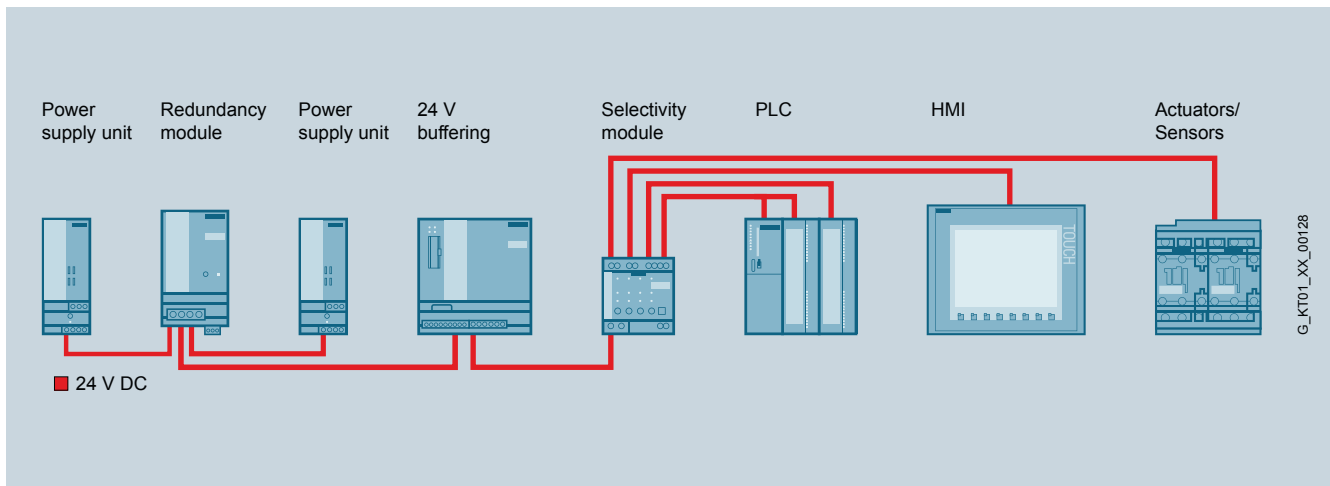 Power
supply unit
Redundancy
module
Power
supply unit
24 V
buffering
Selectivity
module
PLC
HMI
Actuators/
Sensors
TOUCH
24 V DC
G_KT01_XX_00128